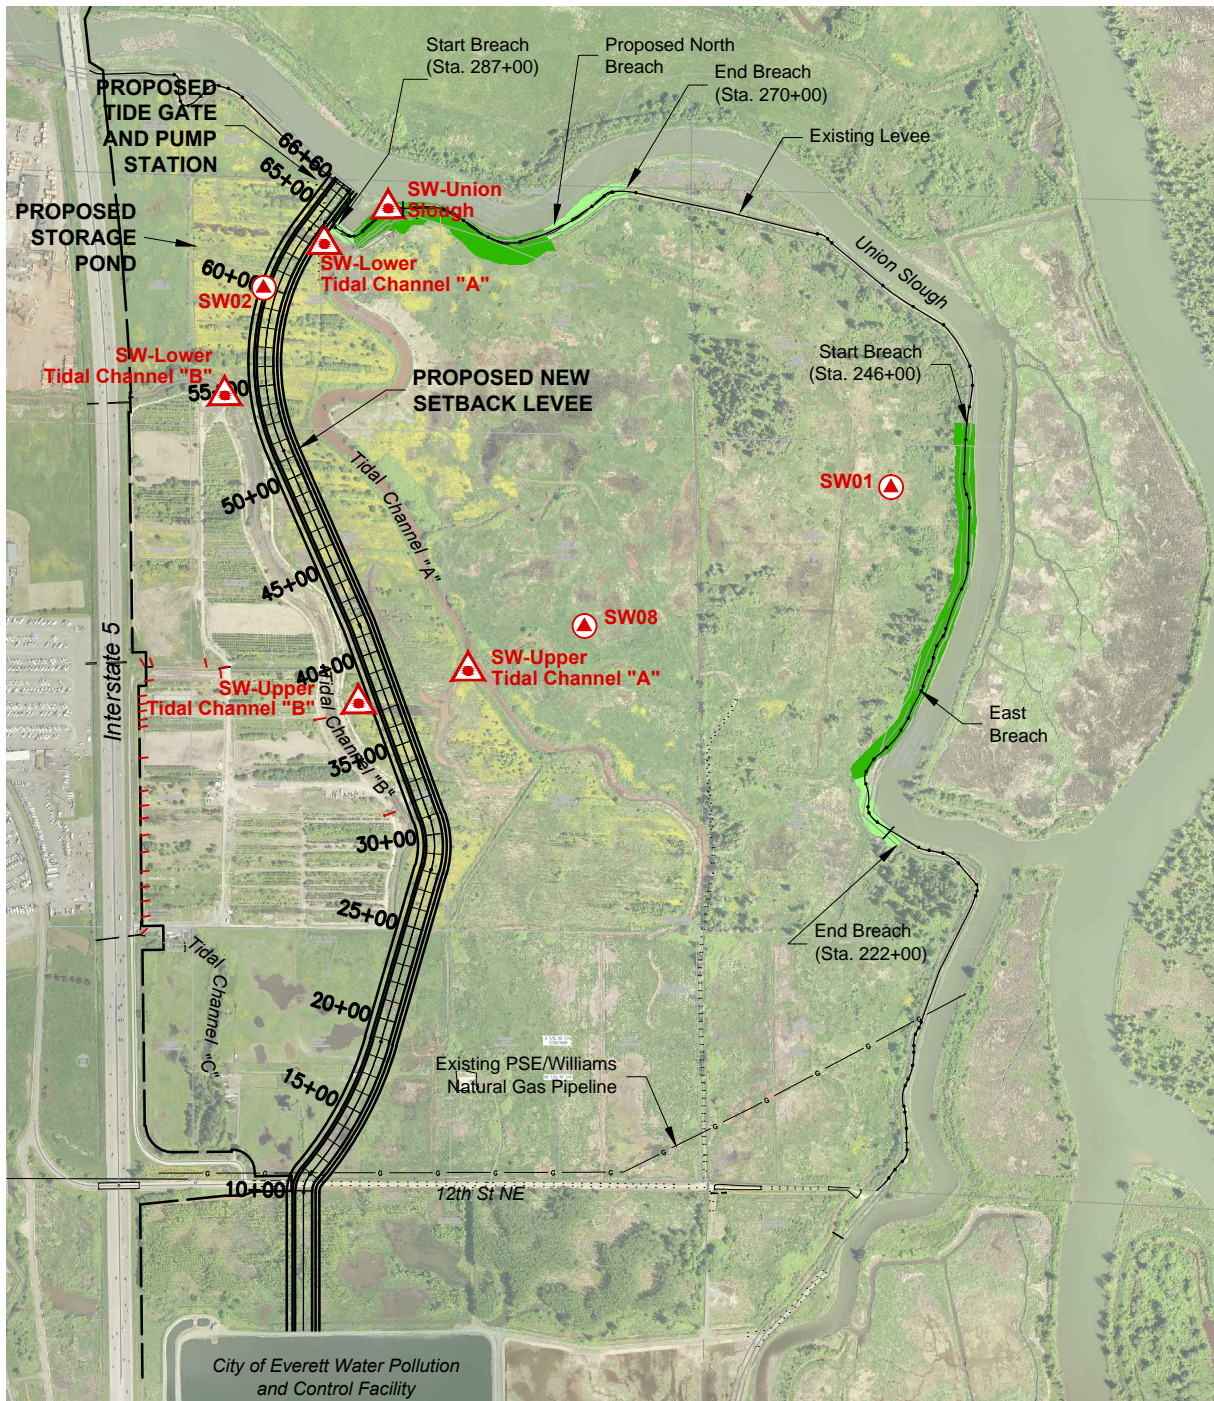 Start Breach
(Sta. 287+00)
Proposed North
Breach
End Breach
(Sta. 270+00)
Existing Levee
PROPOSED
TIDE GATE
AND PUMP
STATION
66+60
65+00
SW-Union
Slough
PROPOSED
STORAGE
POND
Union Slough
SW-Lower
Tidal Channel "A"
60+00
SW02
SW-Lower
Tidal Channel "B"
55+00
PROPOSED NEW
SETBACK LEVEE
Start Breach
(Sta. 246+00)
Tidal Channel "A"
50+00
SW01
45+00
SW08
Interstate 5
40+00
SW-Upper
Tidal Channel "A"
SW-Upper
Tidal Channel "B"
Tidal Channel "B"
East
Breach
35+00
30+00
25+00
End Breach
(Sta. 222+00)
Tidal Channel "C"
20+00
Existing PSE/Williams
Natural Gas Pipeline
15+00
G
G
G
G
G
G
G
G
G
G
G
G
10+00
12th St NE
City of Everett Water Pollution
and Control Facility